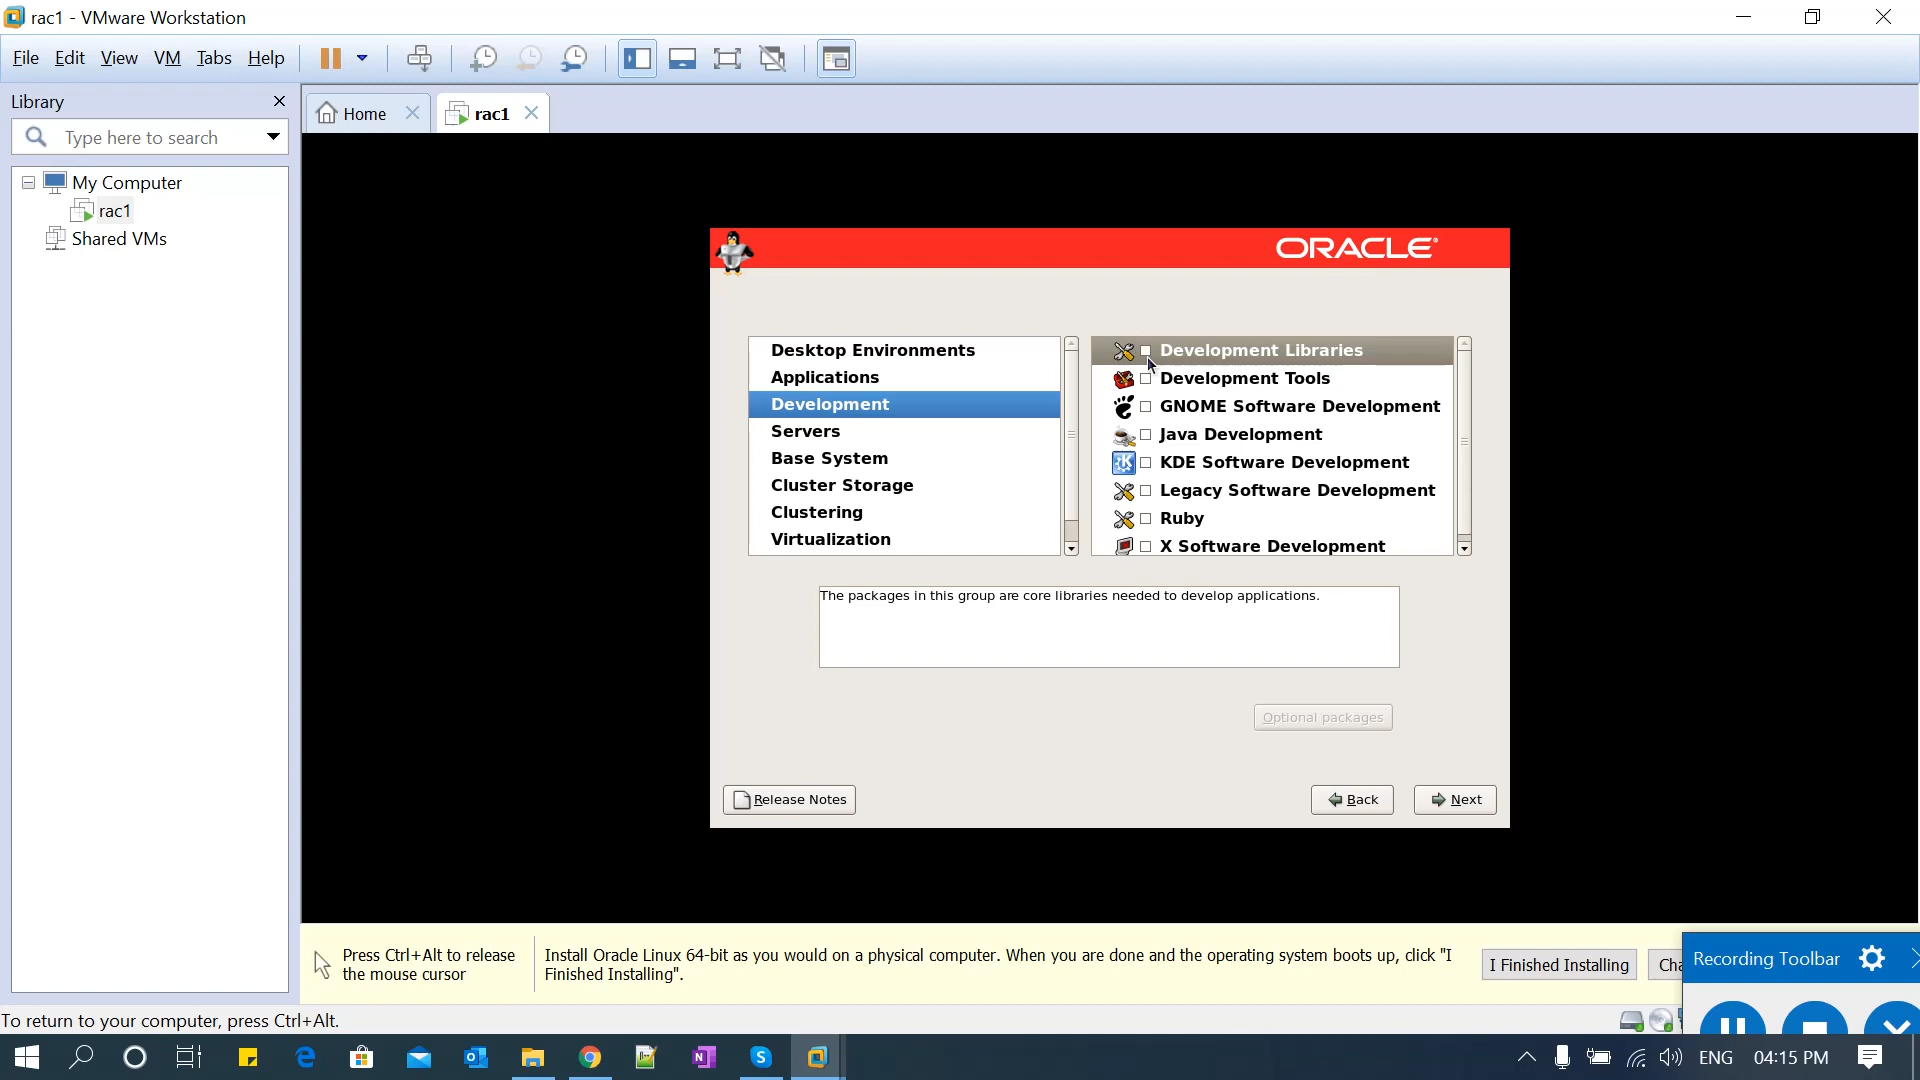 rac1 - VMware Workstation
File Edit View VM Tabs Help
Library
Type here to search
My Computer
rac1
Shared VMs
Home
rac1
ORACLE
Desktop Environments
Applications
Development
Servers
Base System
Cluster Storage
Clustering
Virtualization
Development Libraries
Development Tools
GNOME Software Development
Java Development
KDE Software Development
Legacy Software Development
Ruby
X Software Development
The packages in this group are core libraries needed to develop applications.
Optional packages
Release Notes
Back
Next
Press Ctrl+Alt to release
the mouse cursor
Install Oracle Linux 64-bit as you would on a physical computer. When you are done and the operating system boots up, click "I
Finished Installing".
I Finished Installing
Recording Toolbar
To return to your computer, press Ctrl+Alt.
ENG
04:15 PM